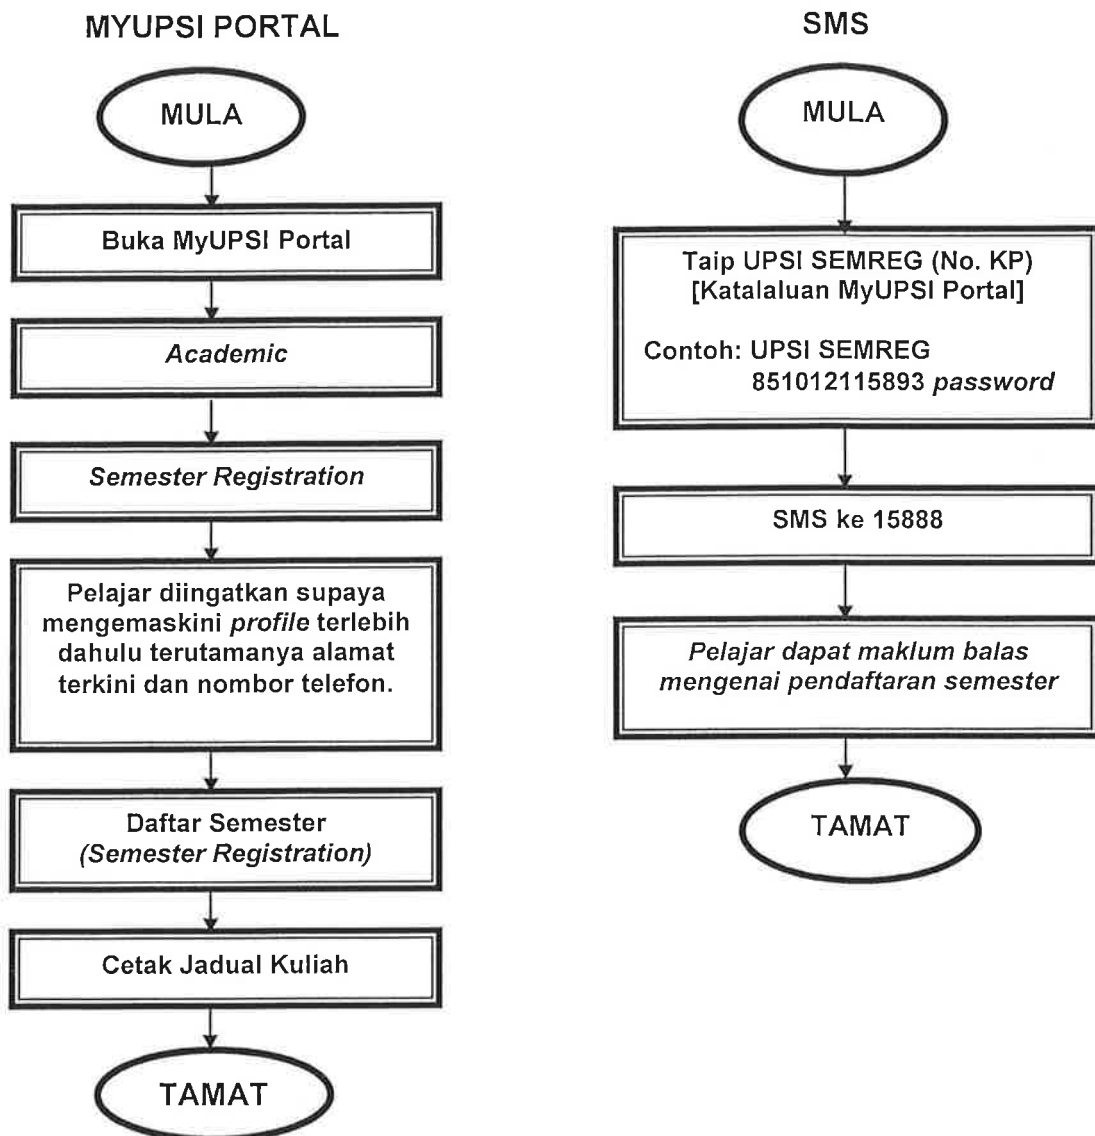 MYUPSI PORTAL
MULA
Buka MyUPSI Portal
Academic
Semester Registration
Pelajar diingatkan supaya
mengemaskini profile terlebih
dahulu terutamanya alamat
terkini dan nombor telefon.
Daftar Semester
(Semester Registration)
Cetak Jadual Kuliah
TAMAT
SMS
MULA
Taip UPSI SEMREG (No. KP)
[Katalaluan MyUPSI Portal]
Contoh: UPSI SEMREG
851012115893 password
SMS ke 15888
Pelajar dapat maklum balas
mengenai pendaftaran semester
TAMAT